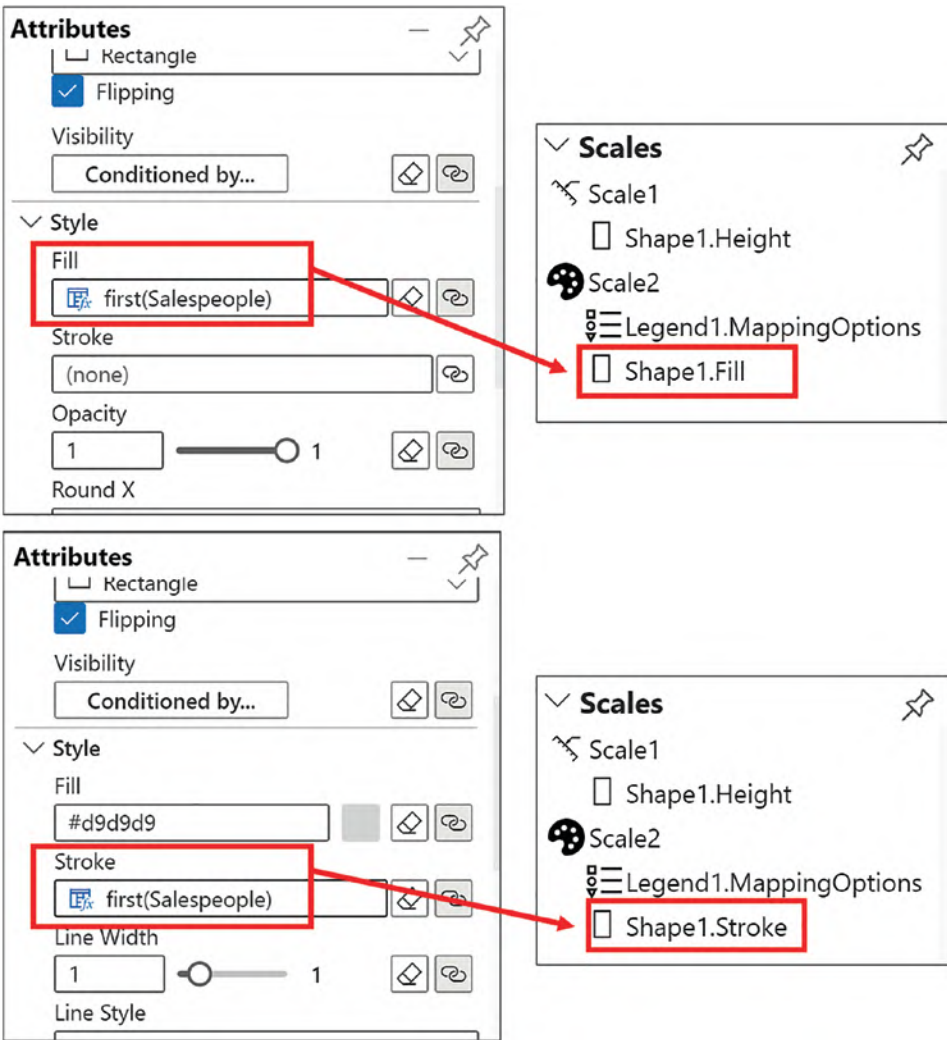 Attributes
Rectangle
Flipping
Visibility
Conditioned by...
Style
Fill
first(Salespeople)
Stroke
(none)
Opacity
1 1
Round X
Scales
Scale1
Shape1.Height
Scale2
Legend1.MappingOptions
Shape1.Fill
Attributes
Rectangle
Flipping
Visibility
Conditioned by...
Style
Fill
#d9d9d9
Stroke
first(Salespeople)
Line Width
1 1
Line Style
Scales
Scale1
Shape1.Height
Scale2
Legend1.MappingOptions
Shape1.Stroke